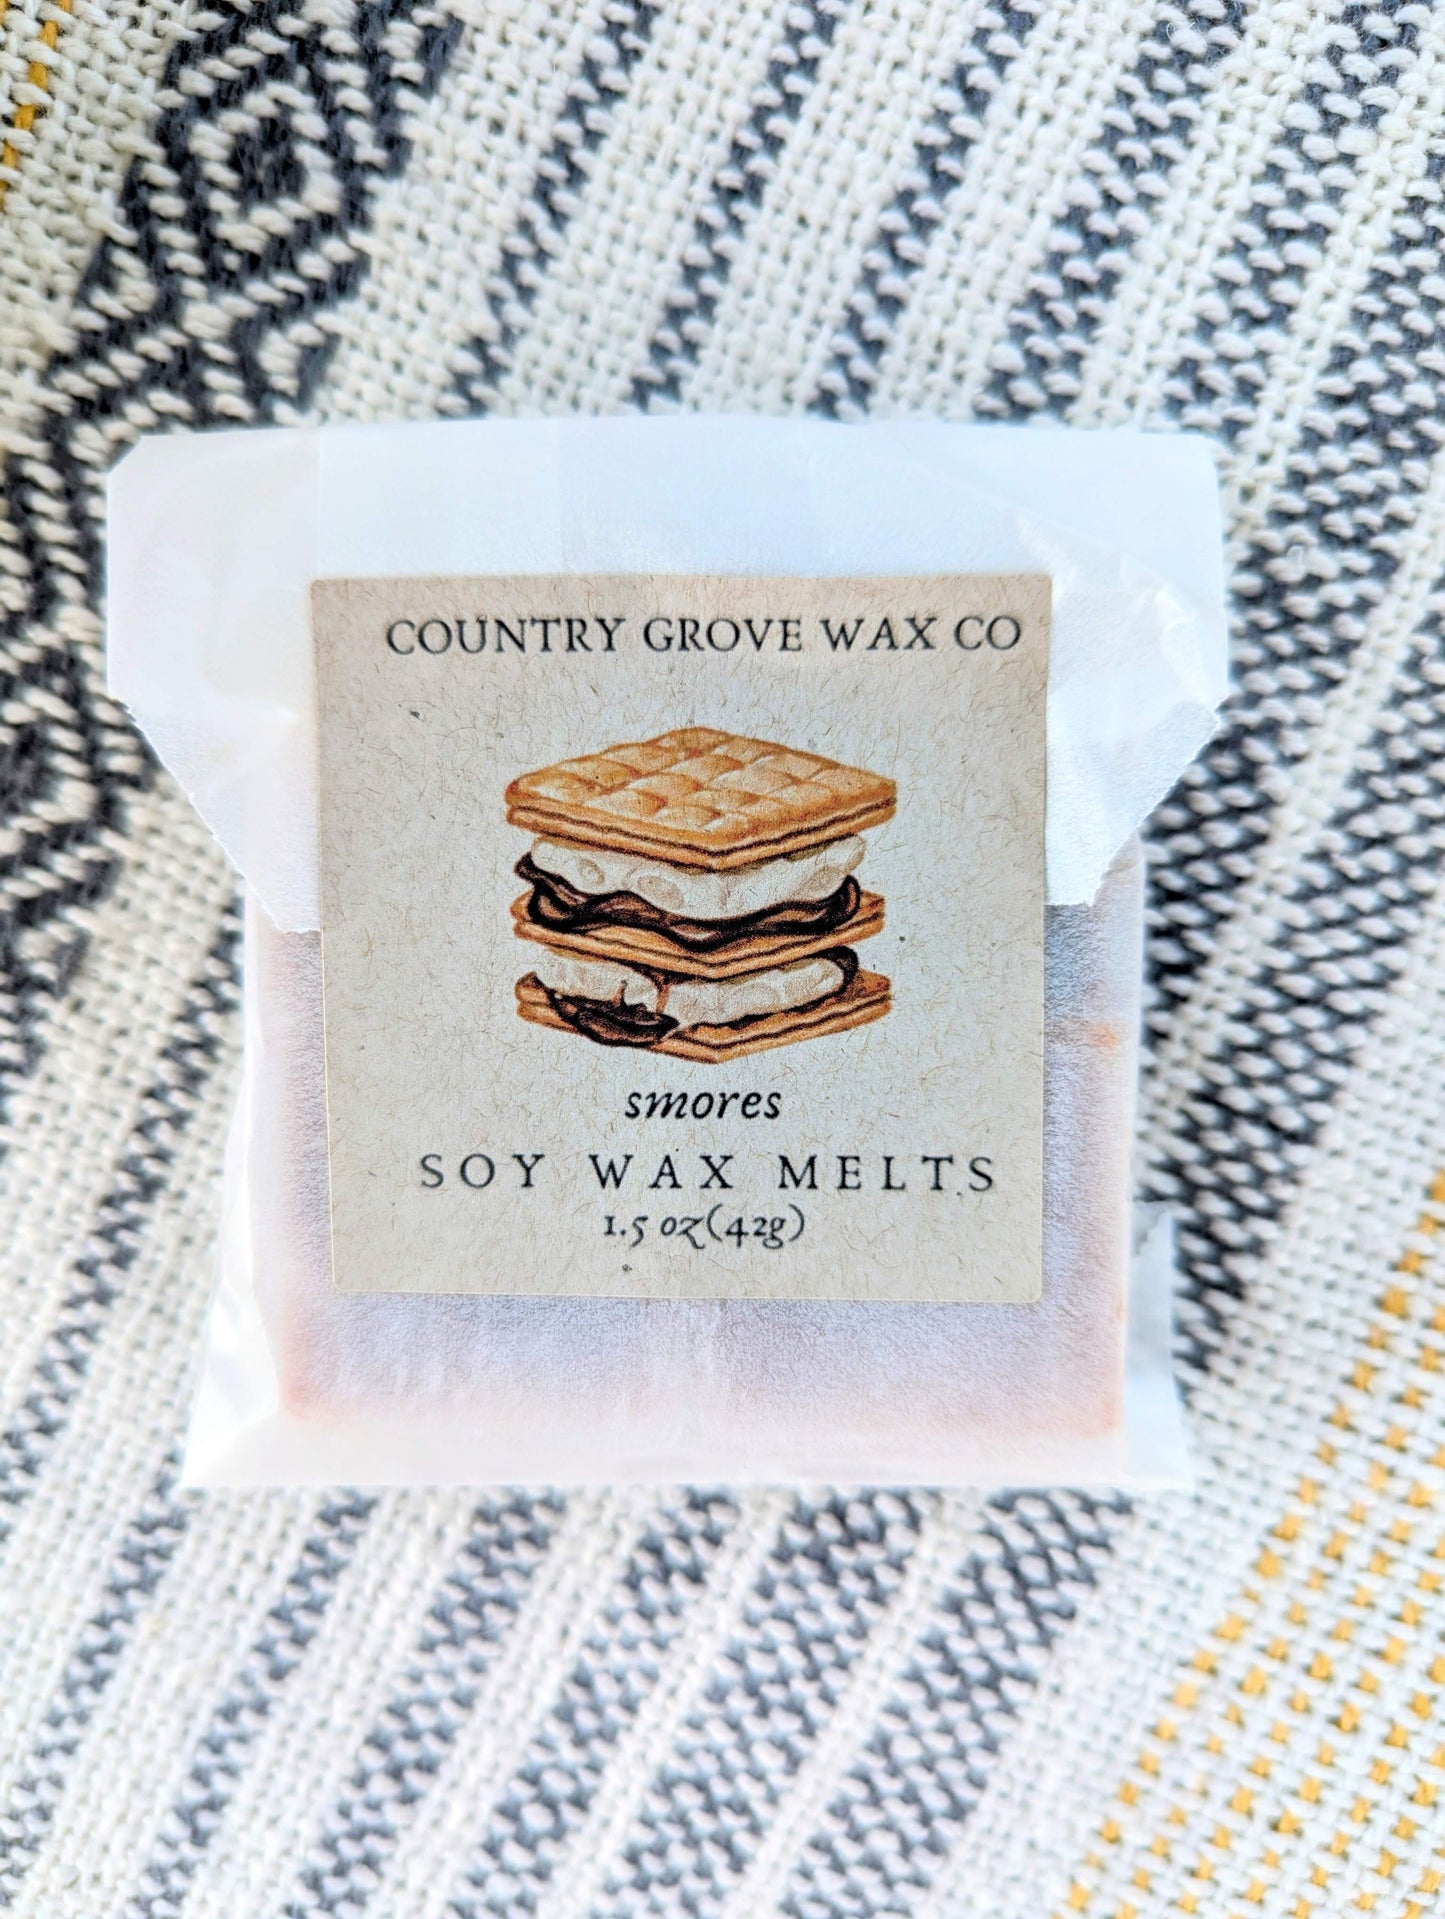 COUNTRY GROVE WAX CO
smores
SOY WAX MELTS
1.5 oz(42g)